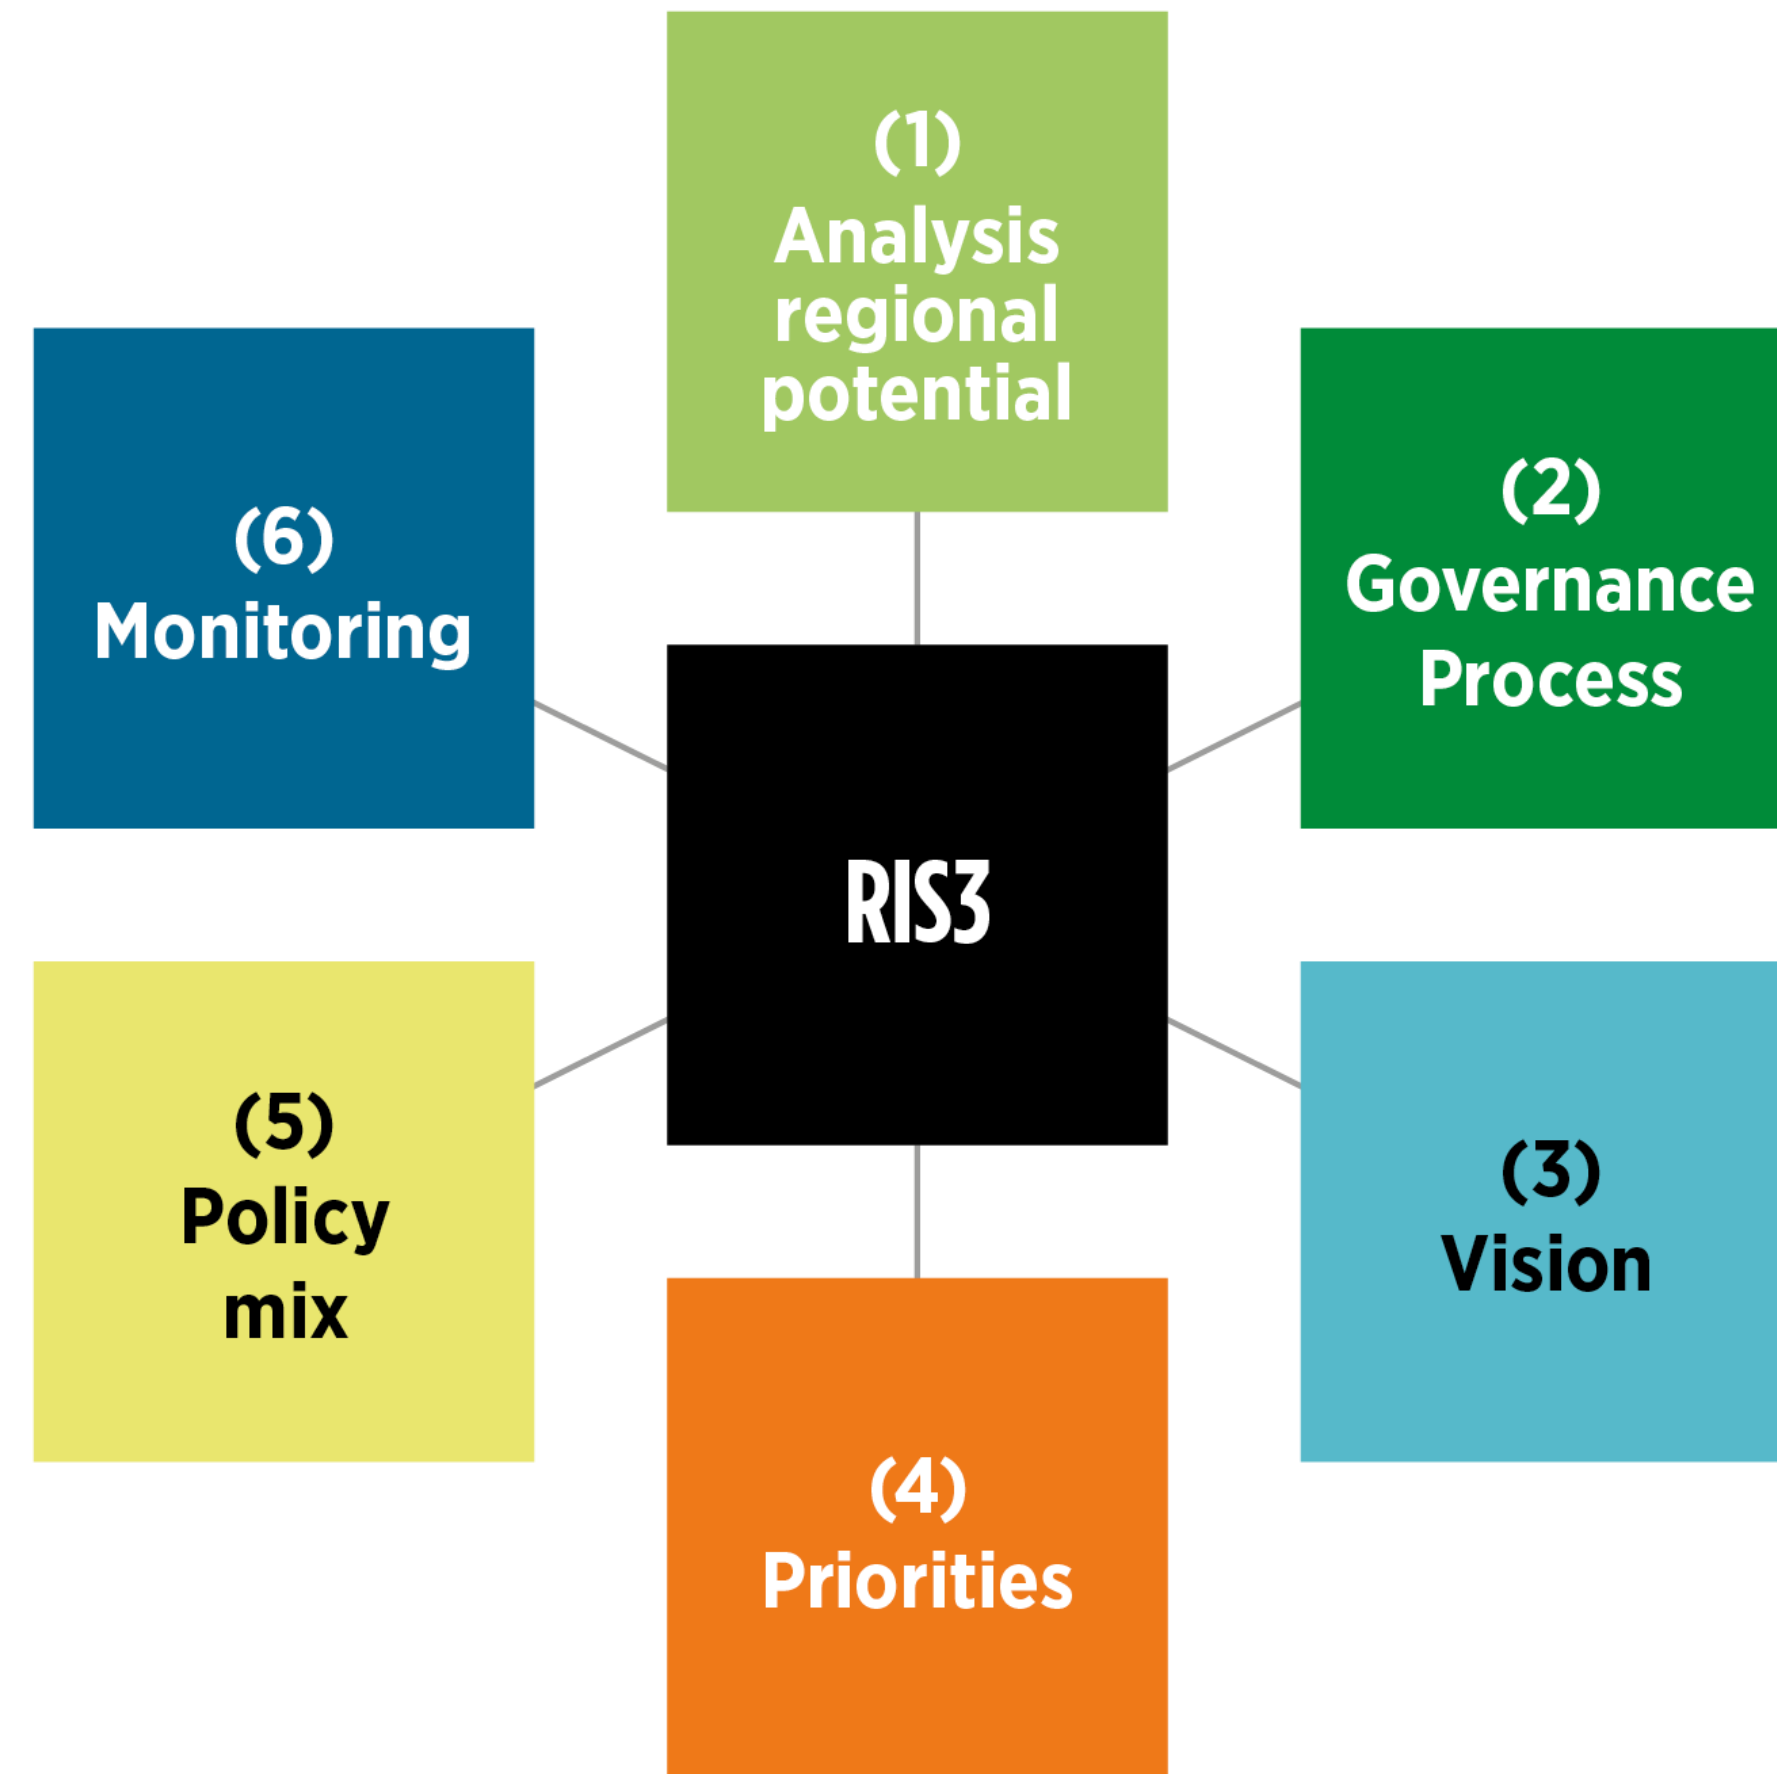 (1)
Analysis
regional
potential
(2)
Governance
Process
(3)
Vision
(4)
Priorities
(5)
Policy
mix
(6)
Monitoring
RIS3